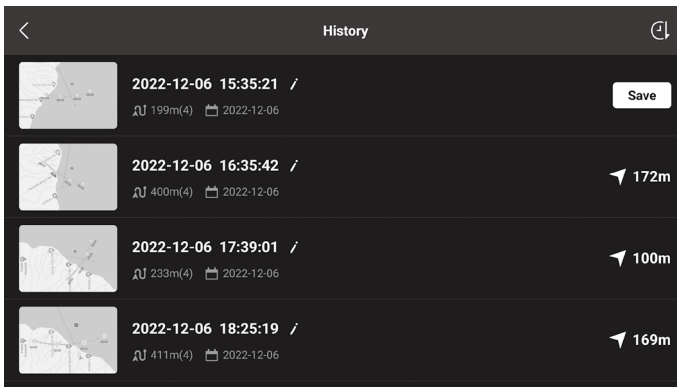 History
2022-12-06 15:35:21
199m(4) 2022-12-06
Save
2022-12-06 16:35:42
400m(4) 2022-12-06
172m
2022-12-06 17:39:01
233m(4) 2022-12-06
100m
2022-12-06 18:25:19
411m(4) 2022-12-06
169m